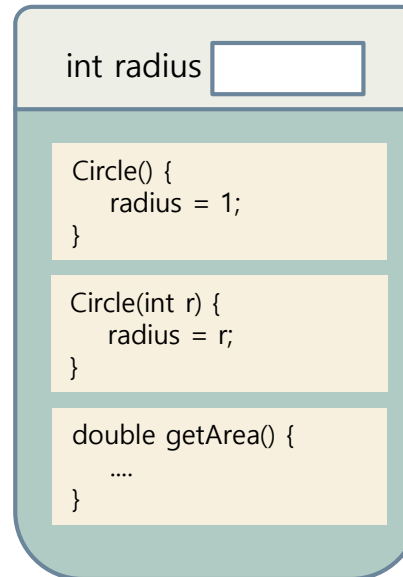 int radius
Circle() {
radius = 1;
}
Circle(int r) {
radius = r;
}
double getArea() {
....
}